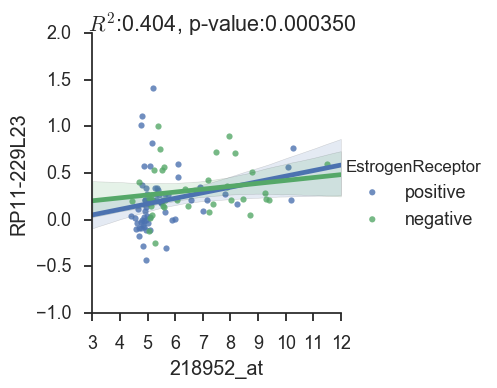 R²:0.404, p-value:0.000350
2.0
1.5
1.0
0.5
0.0
−0.5
−1.0
RP11-229L23
EstrogenReceptor
positive
negative
3 4 5 6 7 8 9 10 11 12
218952_at